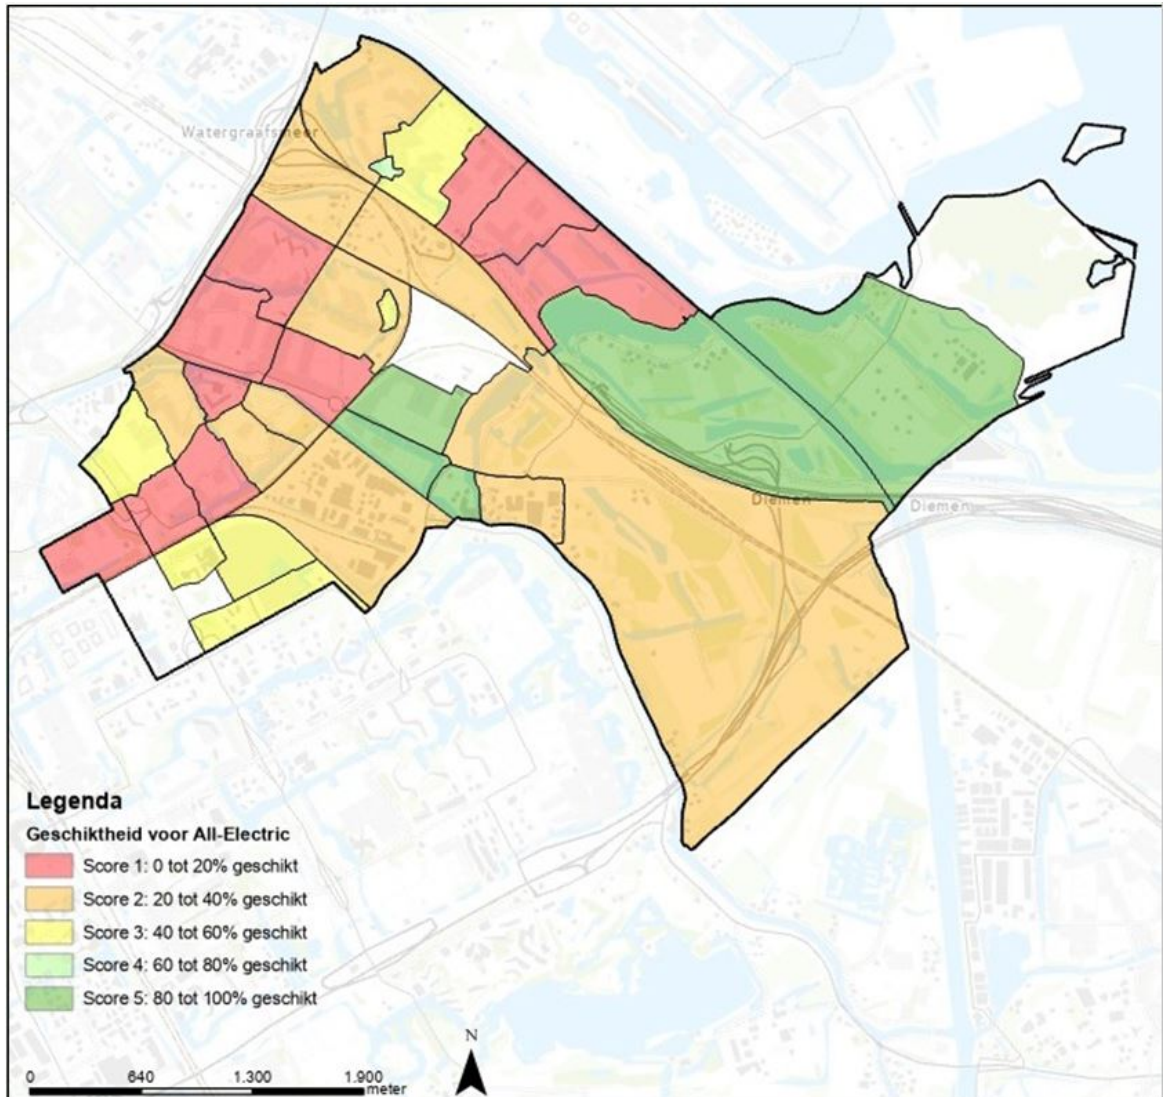 Watergraafsmeer
Diemen
Diemen
Legenda
Geschiktheid voor All-Electric
Score 1: 0 tot 20% geschikt
Score 2: 20 tot 40% geschikt
Score 3: 40 tot 60% geschikt
Score 4: 60 tot 80% geschikt
Score 5: 80 tot 100% geschikt
N
0 640 1.300 1.900
meter